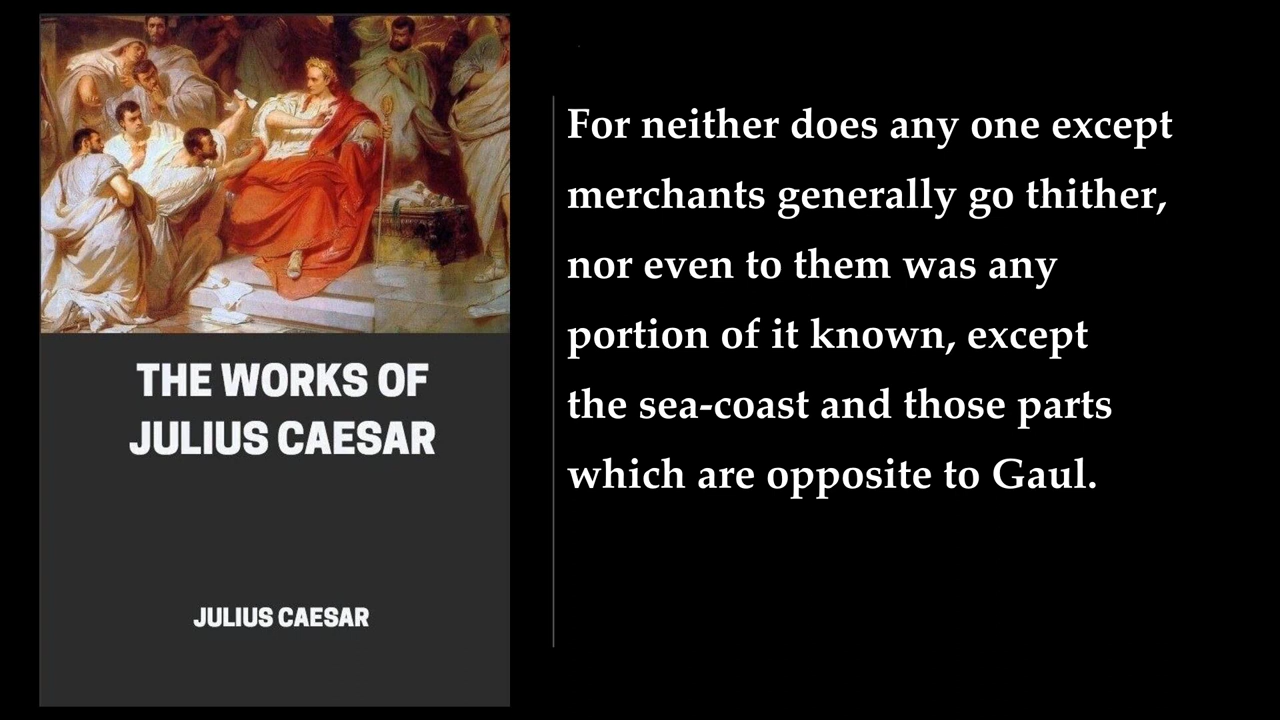 THE WORKS OF
JULIUS CAESAR
JULIUS CAESAR
For neither does any one except
merchants generally go thither,
nor even to them was any
portion of it known, except
the sea-coast and those parts
which are opposite to Gaul.